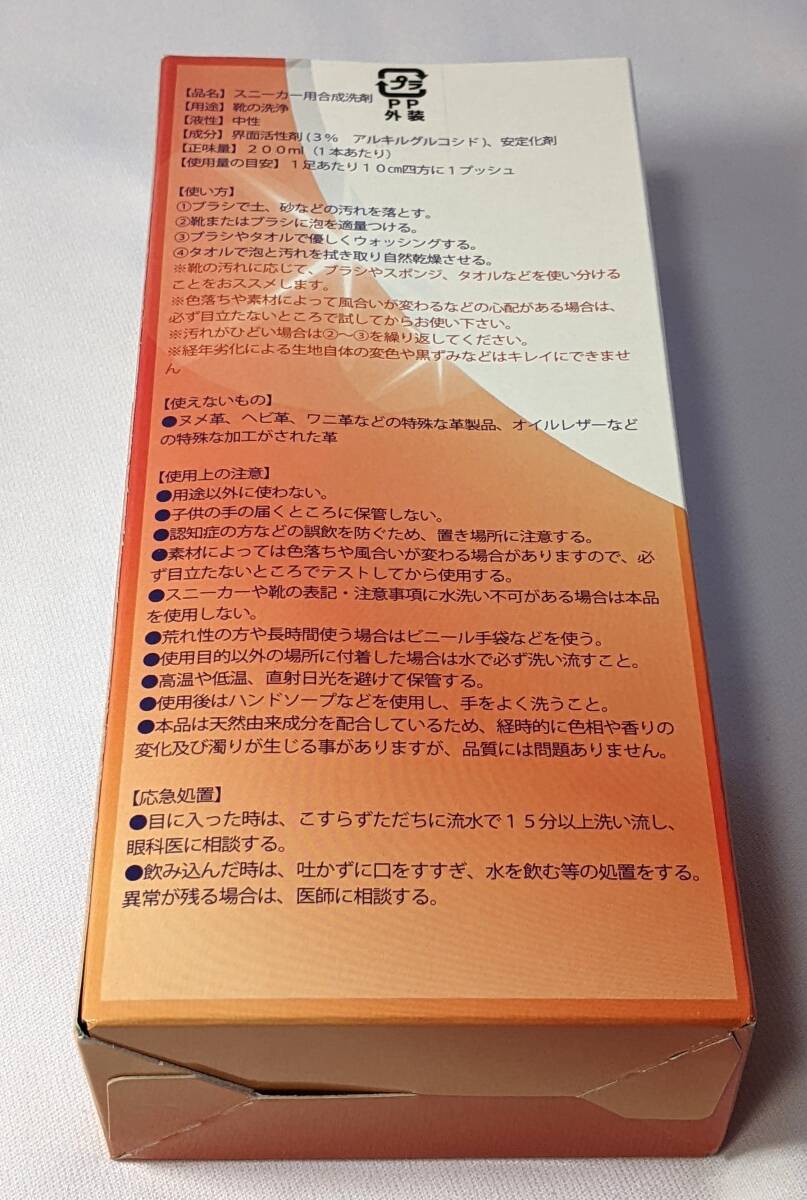 【品名】スニーカー用合成洗剤
【用途】靴の洗浄
【液性】中性
【成分】界面活性剤(３％　アルキルグルコシド)、安定化剤
【正味量】２００ml（1本あたり）
【使用量の目安】１足あたり１０㎝四方に１プッシュ
プラ
PP
外装
【使い方】
①ブラシで土、砂などの汚れを落とす。
②靴またはブラシに泡を適量つける。
③ブラシやタオルで優しくウォッシングする。
④タオルで泡と汚れを拭き取り自然乾燥させる。
※靴の汚れに応じて、ブラシやスポンジ、タオルなどを使い分ける
ことをおススメします。
※色落ちや素材によって風合いが変わるなどの心配がある場合は、
必ず目立たないところで試してからお使い下さい。
※汚れがひどい場合は②～③を繰り返してください。
※経年劣化による生地自体の変色や黒ずみなどはキレイにできませ
ん
【使えないもの】
●ヌメ革、ヘビ革、ワニ革などの特殊な革製品、オイルレザーなど
の特殊な加工がされた革
【使用上の注意】
●用途以外に使わない。
●子供の手の届くところに保管しない。
●認知症の方などの誤飲を防ぐため、置き場所に注意する。
●素材によっては色落ちや風合いが変わる場合がありますので、必
ず目立たないところでテストしてから使用する。
●スニーカーや靴の表記・注意事項に水洗い不可がある場合は本品
を使用しない。
●荒れ性の方や長時間使う場合はビニール手袋などを使う。
●使用目的以外の場所に付着した場合は水で必ず洗い流すこと。
●高温や低温、直射日光を避けて保管する。
●使用後はハンドソープなどを使用し、手をよく洗うこと。
●本品は天然由来成分を配合しているため、経時的に色相や香りの
変化及び濁りが生じる事がありますが、品質には問題ありません。
【応急処置】
●目に入った時は、こすらずただちに流水で１５分以上洗い流し、
眼科医に相談する。
●飲み込んだ時は、吐かずに口をすすぎ、水を飲む等の処置をする。
異常が残る場合は、医師に相談する。